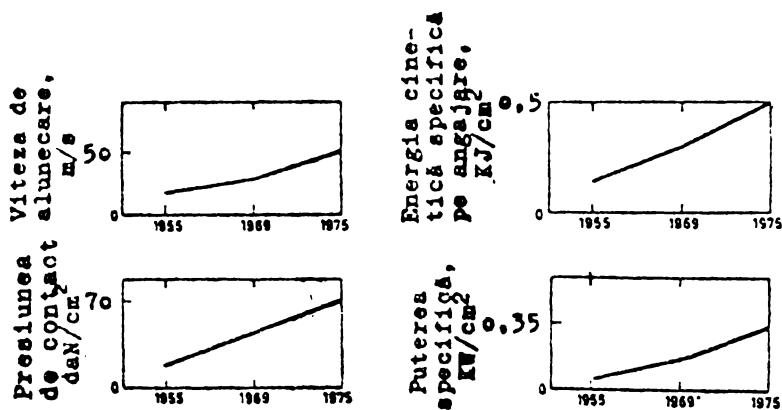 Viteza de
alunecare,
m/s
50
0
1955 1969 1975
Energia cine-
tică specifică
pe angajare,
KJ/cm²
0,5
0
1955 1969 1975
Presiunea
de contact
daN/cm²
70
0
1955 1969 1975
Puterea
specifică,
KW/cm²
0,35
0
1955 1969 1975